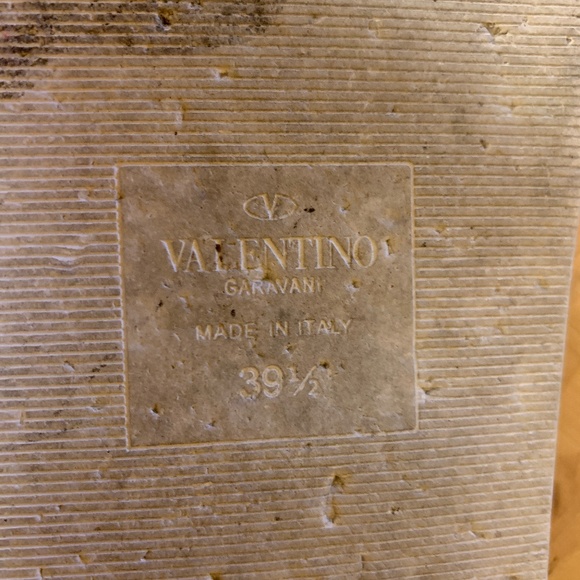 V
VALENTINO
GARAVANI
MADE IN ITALY
39½